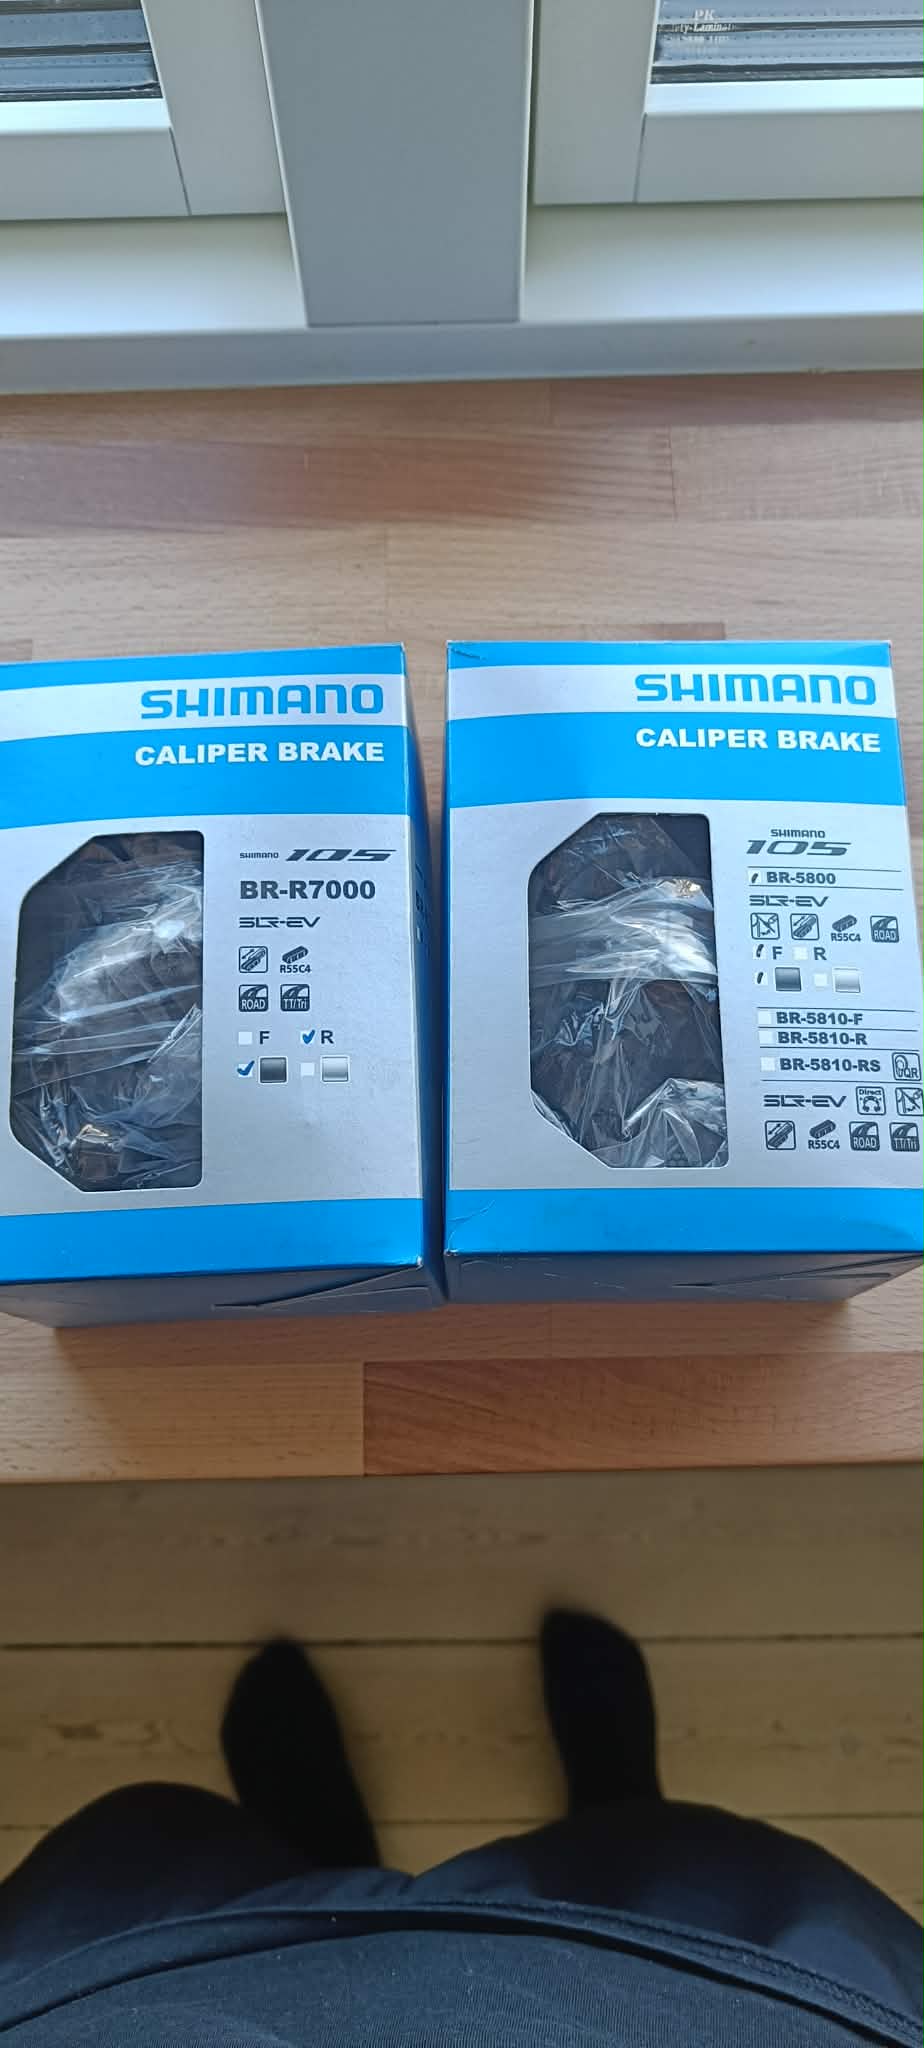 PK
SHIMANO
CALIPER BRAKE
SHIMANO 105
BR-R7000
SLR-EV
R55C4
ROAD TT/Tri
F R
SHIMANO
CALIPER BRAKE
SHIMANO
105
BR-5800
SLR-EV
R55C4 ROAD
F R
BR-5810-F
BR-5810-R
BR-5810-RS QR
SLR-EV Direct
R55C4 ROAD TT/Tri